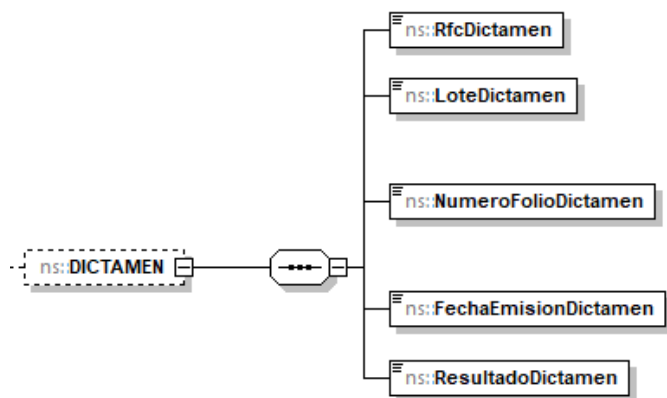 ns::RfcDictamen
ns::LoteDictamen
ns::NumeroFolioDictamen
ns::DICTAMEN
ns::FechaEmisionDictamen
ns::ResultadoDictamen